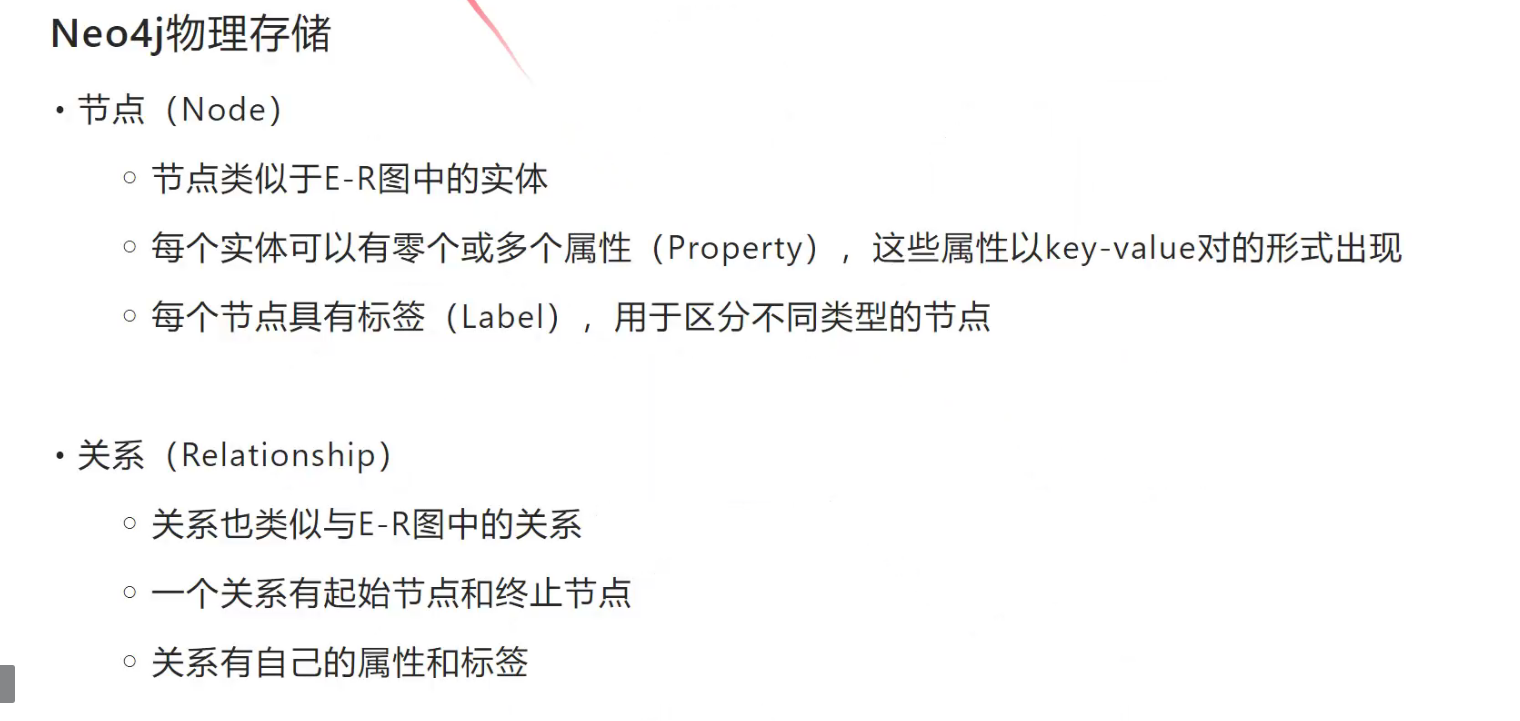 Neo4j物理存储
• 节点（Node）
○ 节点类似于E-R图中的实体
○ 每个实体可以有零个或多个属性（Property），这些属性以key-value对的形式出现
○ 每个节点具有标签（Label），用于区分不同类型的节点
• 关系（Relationship）
○ 关系也类似与E-R图中的关系
○ 一个关系有起始节点和终止节点
○ 关系有自己的属性和标签